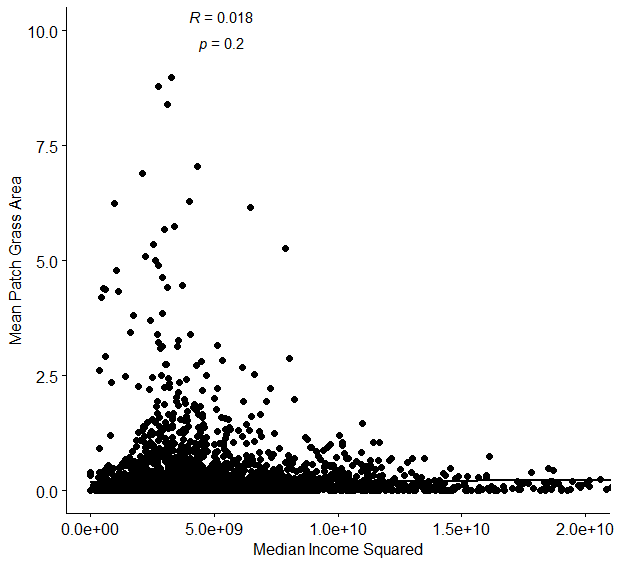 R = 0.018
p = 0.2
10.0
7.5
5.0
2.5
0.0
Mean Patch Grass Area
0.0e+00 5.0e+09 1.0e+10 1.5e+10 2.0e+10
Median Income Squared